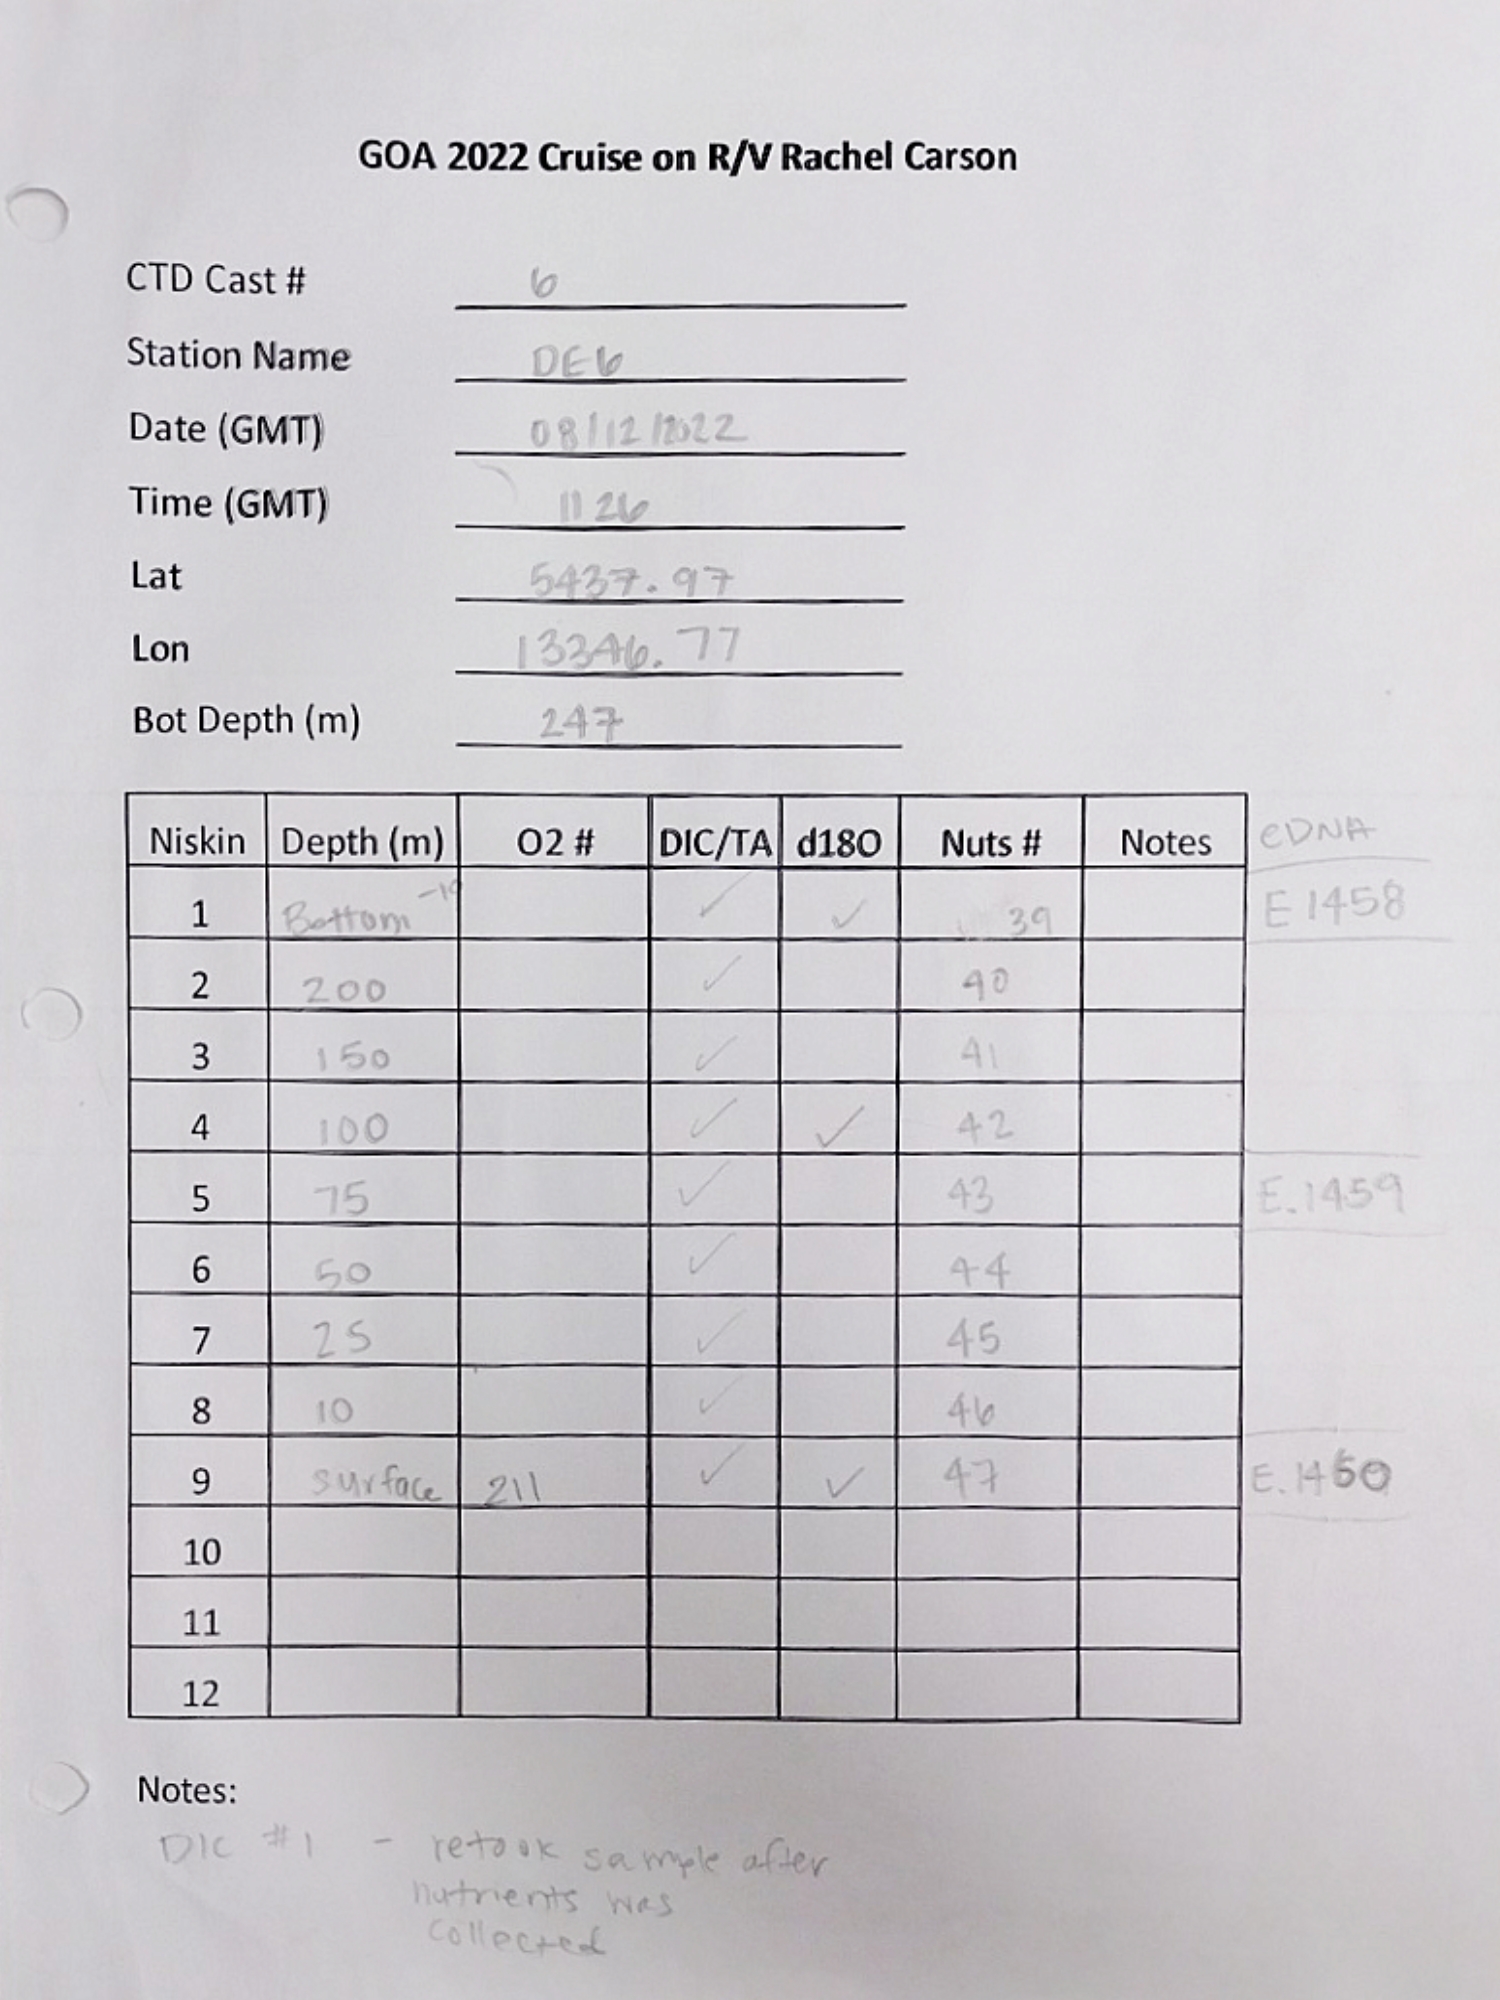 GOA 2022 Cruise on R/V Rachel Carson
CTD Cast # 6
Station Name DE6
Date (GMT) 08/12/2022
Time (GMT) 1126
Lat 5437.97
Lon 13346.77
Bot Depth (m) 247
Niskin Depth (m) O2 # DIC/TA d18O Nuts # Notes eDNA
1 Bottom -10 ✓ ✓ 39 E 1458
2 200 ✓ 40
3 150 ✓ 41
4 100 ✓ ✓ 42
5 75 ✓ 43 E.1459
6 50 ✓ 44
7 25 ✓ 45
8 10 ✓ 46
9 surface 211 ✓ ✓ 47 E.1460
10
11
12
Notes:
DIC #1 - retook sample after
nutrients was
collected